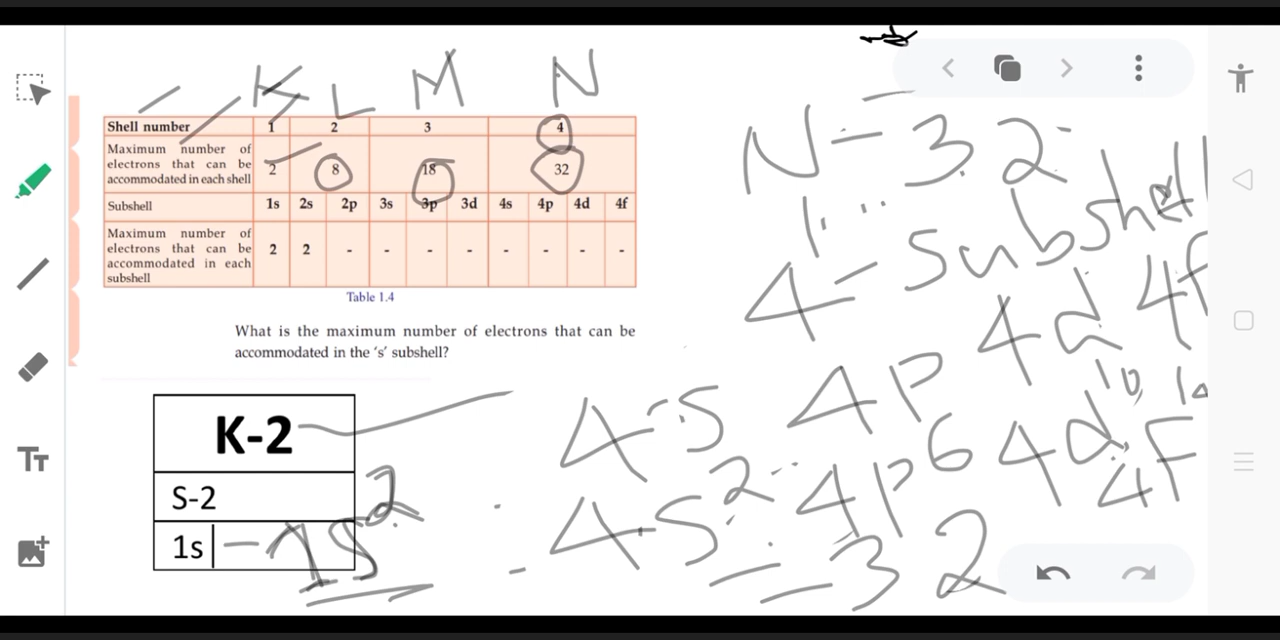 K L M N
Shell number 1 2 3 4
Maximum number of electrons that can be accommodated in each shell 2 8 18 32
Subshell 1s 2s 2p 3s 3p 3d 4s 4p 4d 4f
Maximum number of electrons that can be accommodated in each subshell 2 2 - - - - - - - -
Table 1.4
What is the maximum number of electrons that can be
accommodated in the ‘s’ subshell?
K-2
S-2
1s - 1s²
N - 32
4 - Subshell
4s 4p 4d 4f
4s² 4p⁶ 4d¹⁰ 4F
= 32
Tт